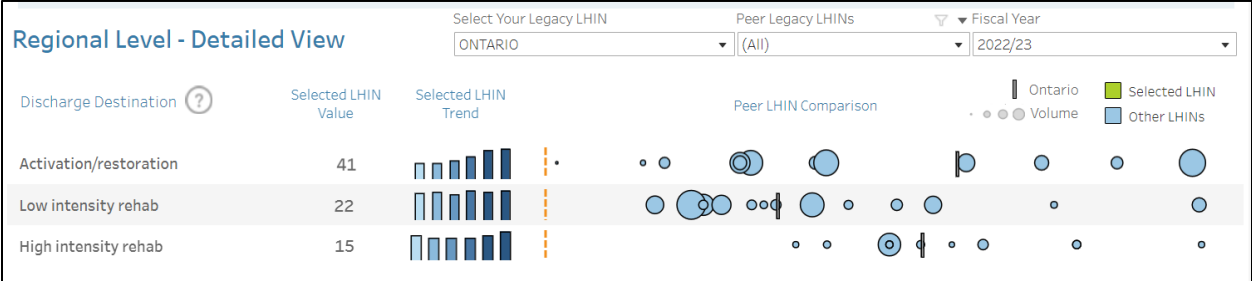 Select Your Legacy LHIN
Peer Legacy LHINs
Fiscal Year
Regional Level - Detailed View
ONTARIO
(All)
2022/23
Discharge Destination ?
Selected LHIN
Value
Selected LHIN
Trend
Peer LHIN Comparison
Ontario
Selected LHIN
Volume
Other LHINs
Activation/restoration
41
Low intensity rehab
22
High intensity rehab
15